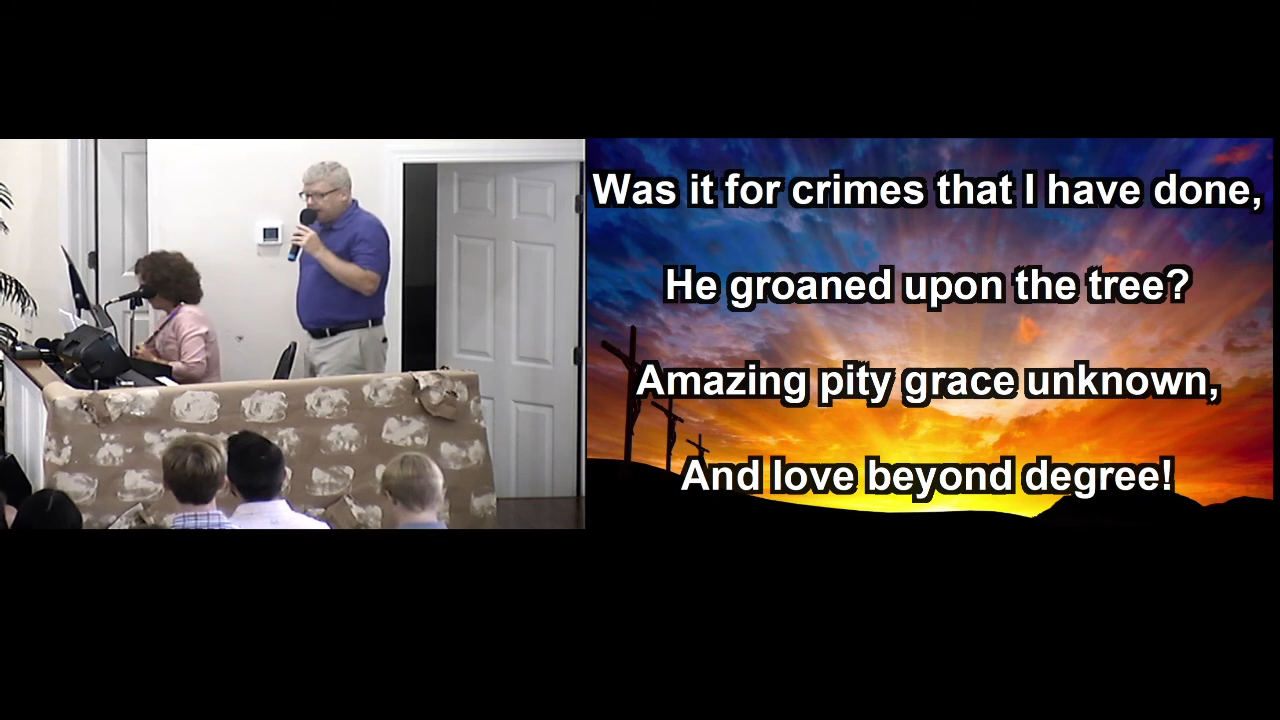 Was it for crimes that I have done,
He groaned upon the tree?
Amazing pity grace unknown,
And love beyond degree!